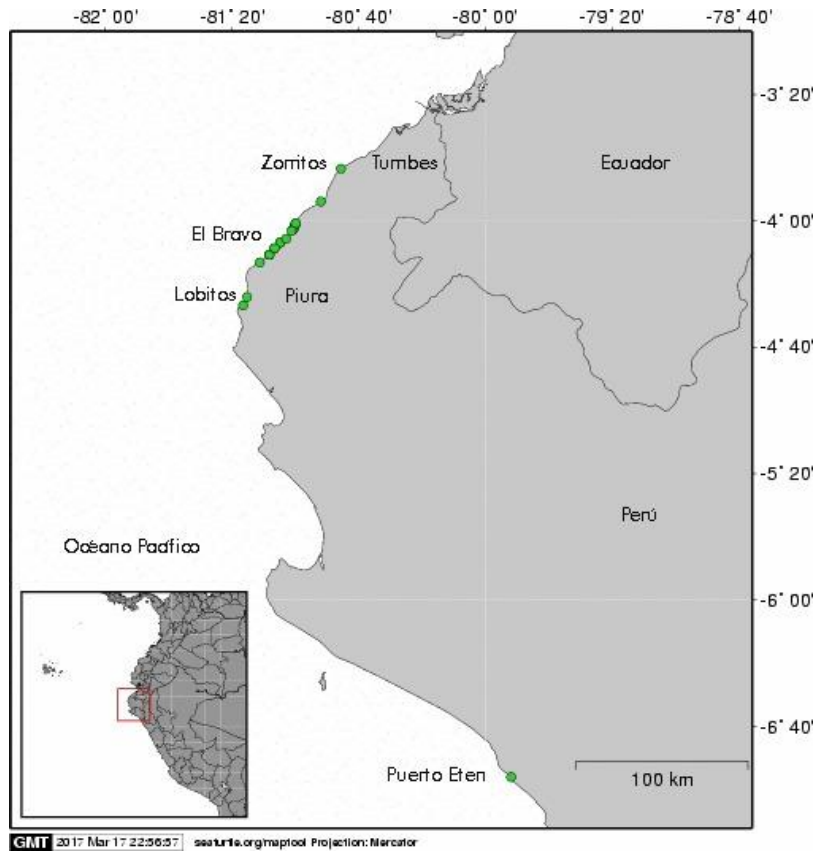 -82° 00'
-81° 20'
-80° 40'
-80° 00'
-79° 20'
-78° 40'
-3° 20'
Zorritos
Tumbes
Ecuador
-4° 00'
El Bravo
Lobitos
Piura
-4° 40'
-5° 20'
Perú
Océano Pacífico
-6° 00'
-6° 40'
Puerto Eten
100 km
GMT 2017 Mar 17 22:56:57 seaturtle.org/maptool Projection: Mercator